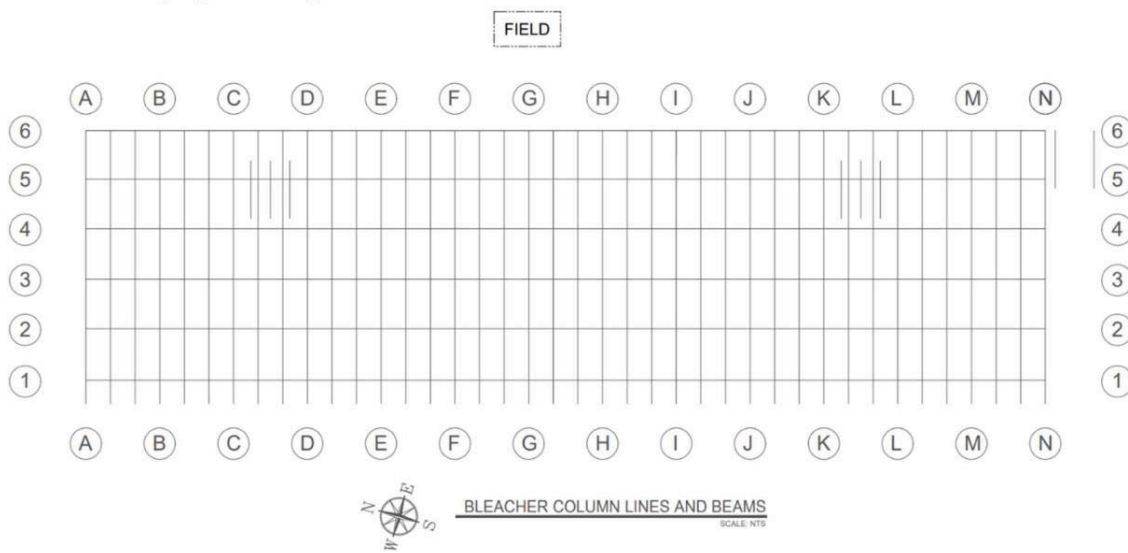 FIELD
A B C D E F G H I J K L M N
6 6
5 5
4 4
3 3
2 2
1 1
A B C D E F G H I J K L M N
N E S W
BLEACHER COLUMN LINES AND BEAMS
SCALE: NTS